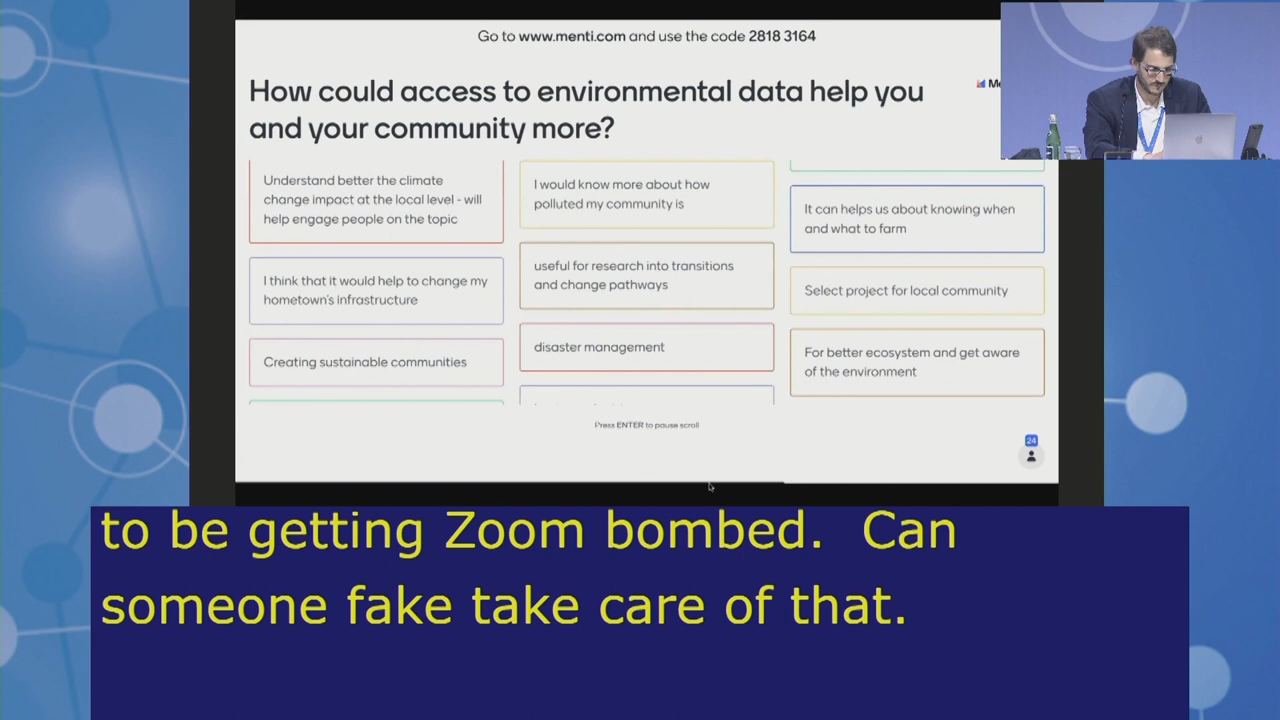 Go to www.menti.com and use the code 2818 3164
How could access to environmental data help you
and your community more?
Understand better the climate
change impact at the local level - will
help engage people on the topic
I think that it would help to change my
hometown's infrastructure
Creating sustainable communities
I would know more about how
polluted my community is
useful for research into transitions
and change pathways
disaster management
It can helps us about knowing when
and what to farm
Select project for local community
For better ecosystem and get aware
of the environment
Press ENTER to pause scroll
24
to be getting Zoom bombed. Can
someone fake take care of that.